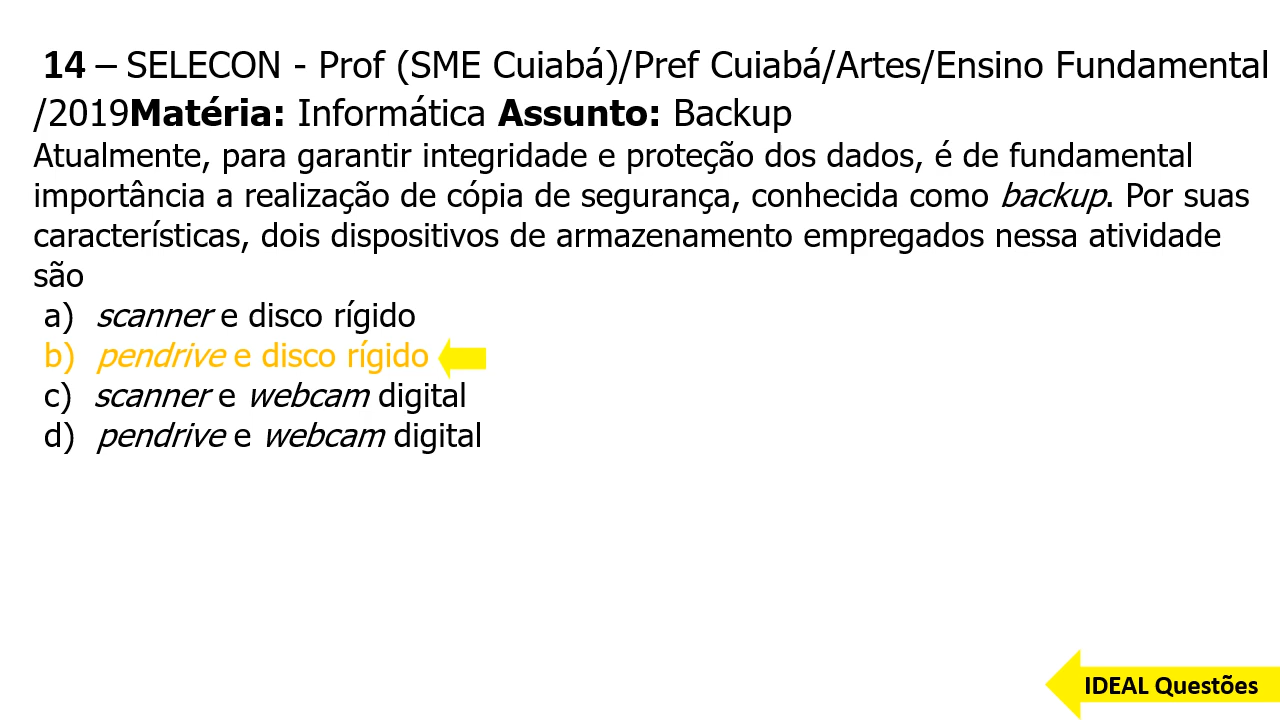 14 – SELECON - Prof (SME Cuiabá)/Pref Cuiabá/Artes/Ensino Fundamental
/2019Matéria: Informática Assunto: Backup
Atualmente, para garantir integridade e proteção dos dados, é de fundamental
importância a realização de cópia de segurança, conhecida como backup. Por suas
características, dois dispositivos de armazenamento empregados nessa atividade
são
a) scanner e disco rígido
b) pendrive e disco rígido
c) scanner e webcam digital
d) pendrive e webcam digital
IDEAL Questões